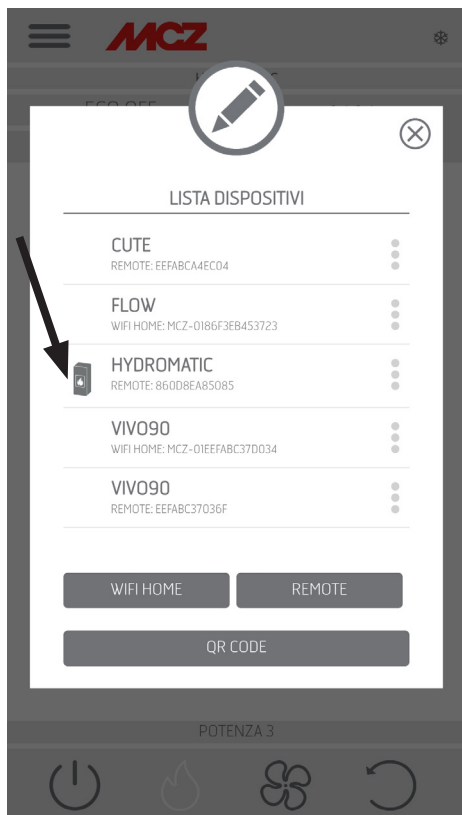 MCZ
LISTA DISPOSITIVI
CUTE
REMOTE: EEFABCA4EC04
FLOW
WIFI HOME: MCZ-0186F3EB453723
HYDROMATIC
REMOTE: 860D8EA85085
VIVO90
WIFI HOME: MCZ-01EEFABC37D034
VIVO90
REMOTE: EEFABC37036F
WIFI HOME
REMOTE
QR CODE
POTENZA 3